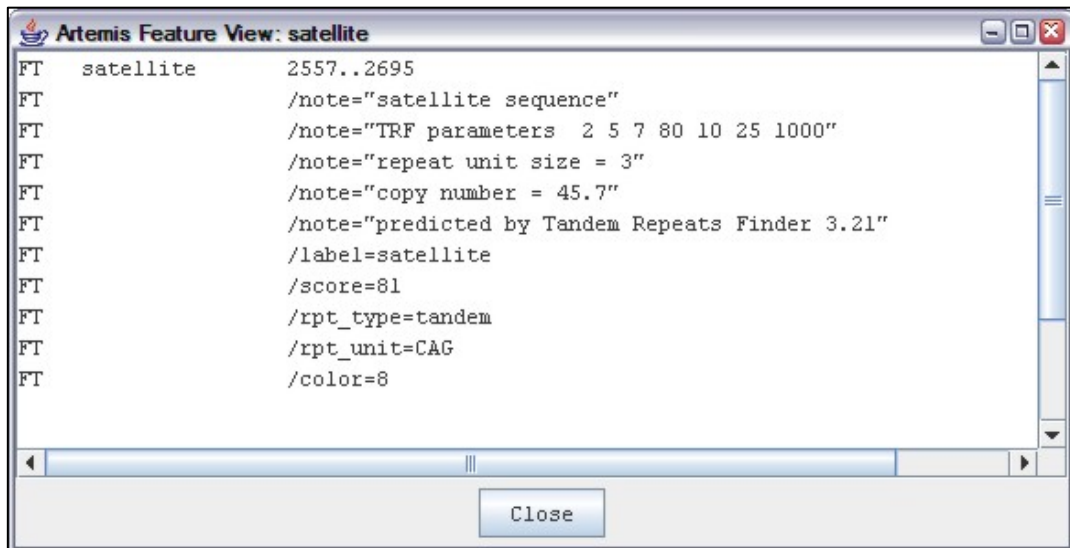 Artemis Feature View: satellite
FT satellite 2557..2695
FT /note="satellite sequence"
FT /note="TRF parameters  2 5 7 80 10 25 1000"
FT /note="repeat unit size = 3"
FT /note="copy number = 45.7"
FT /note="predicted by Tandem Repeats Finder 3.21"
FT /label=satellite
FT /score=81
FT /rpt_type=tandem
FT /rpt_unit=CAG
FT /color=8
Close